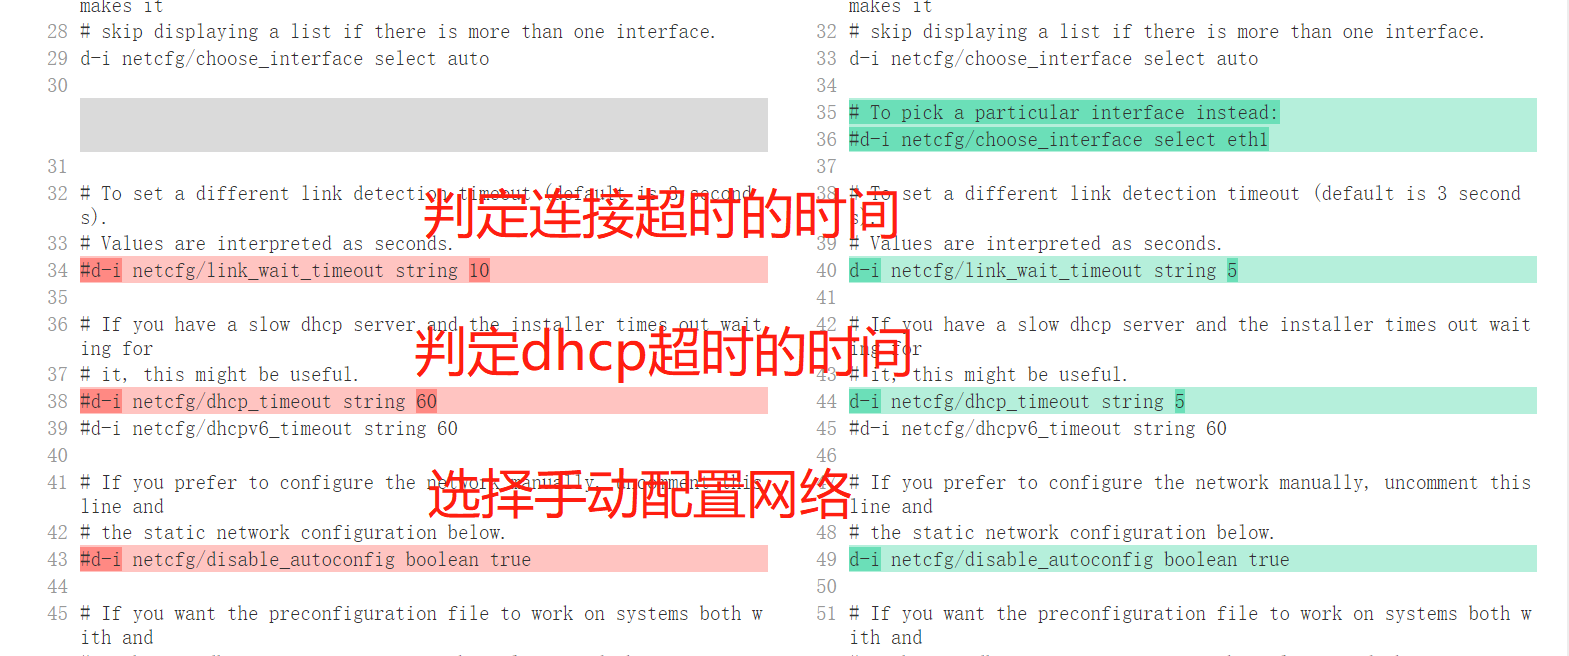 makes it
28 # skip displaying a list if there is more than one interface.
29 d-i netcfg/choose_interface select auto
30
31
32 # To set a different link detection timeout (default is 3 second
s).
33 # Values are interpreted as seconds.
34 #d-i netcfg/link_wait_timeout string 10
35
36 # If you have a slow dhcp server and the installer times out wait
ing for
37 # it, this might be useful.
38 #d-i netcfg/dhcp_timeout string 60
39 #d-i netcfg/dhcpv6_timeout string 60
40
41 # If you prefer to configure the network manually, uncomment this
line and
42 # the static network configuration below.
43 #d-i netcfg/disable_autoconfig boolean true
44
45 # If you want the preconfiguration file to work on systems both w
ith and
makes it
32 # skip displaying a list if there is more than one interface.
33 d-i netcfg/choose_interface select auto
34
35 # To pick a particular interface instead:
36 #d-i netcfg/choose_interface select eth1
37
38 # To set a different link detection timeout (default is 3 second
s).
39 # Values are interpreted as seconds.
40 d-i netcfg/link_wait_timeout string 5
41
42 # If you have a slow dhcp server and the installer times out wait
ing for
43 # it, this might be useful.
44 d-i netcfg/dhcp_timeout string 5
45 #d-i netcfg/dhcpv6_timeout string 60
46
47 # If you prefer to configure the network manually, uncomment this
line and
48 # the static network configuration below.
49 d-i netcfg/disable_autoconfig boolean true
50
51 # If you want the preconfiguration file to work on systems both w
ith and
判定连接超时的时间
判定dhcp超时的时间
选择手动配置网络